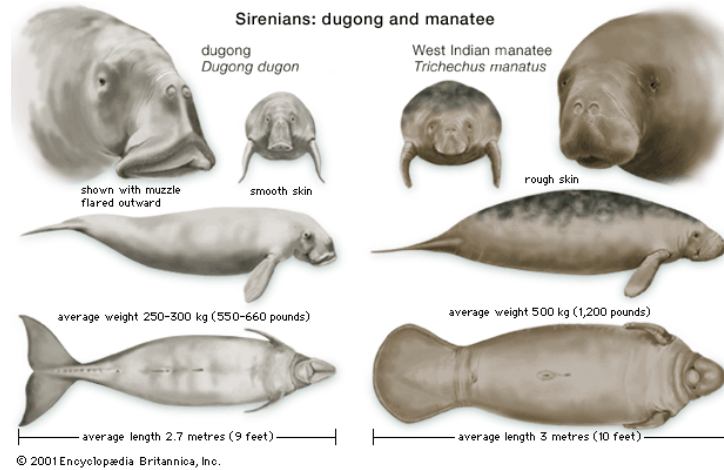 Sirenians: dugong and manatee
dugong
Dugong dugon
West Indian manatee
Trichechus manatus
shown with muzzle
flared outward
smooth skin
rough skin
average weight 250-300 kg (550-660 pounds)
average weight 500 kg (1,200 pounds)
average length 2.7 metres (9 feet)
average length 3 metres (10 feet)
© 2001 Encyclopædia Britannica, Inc.